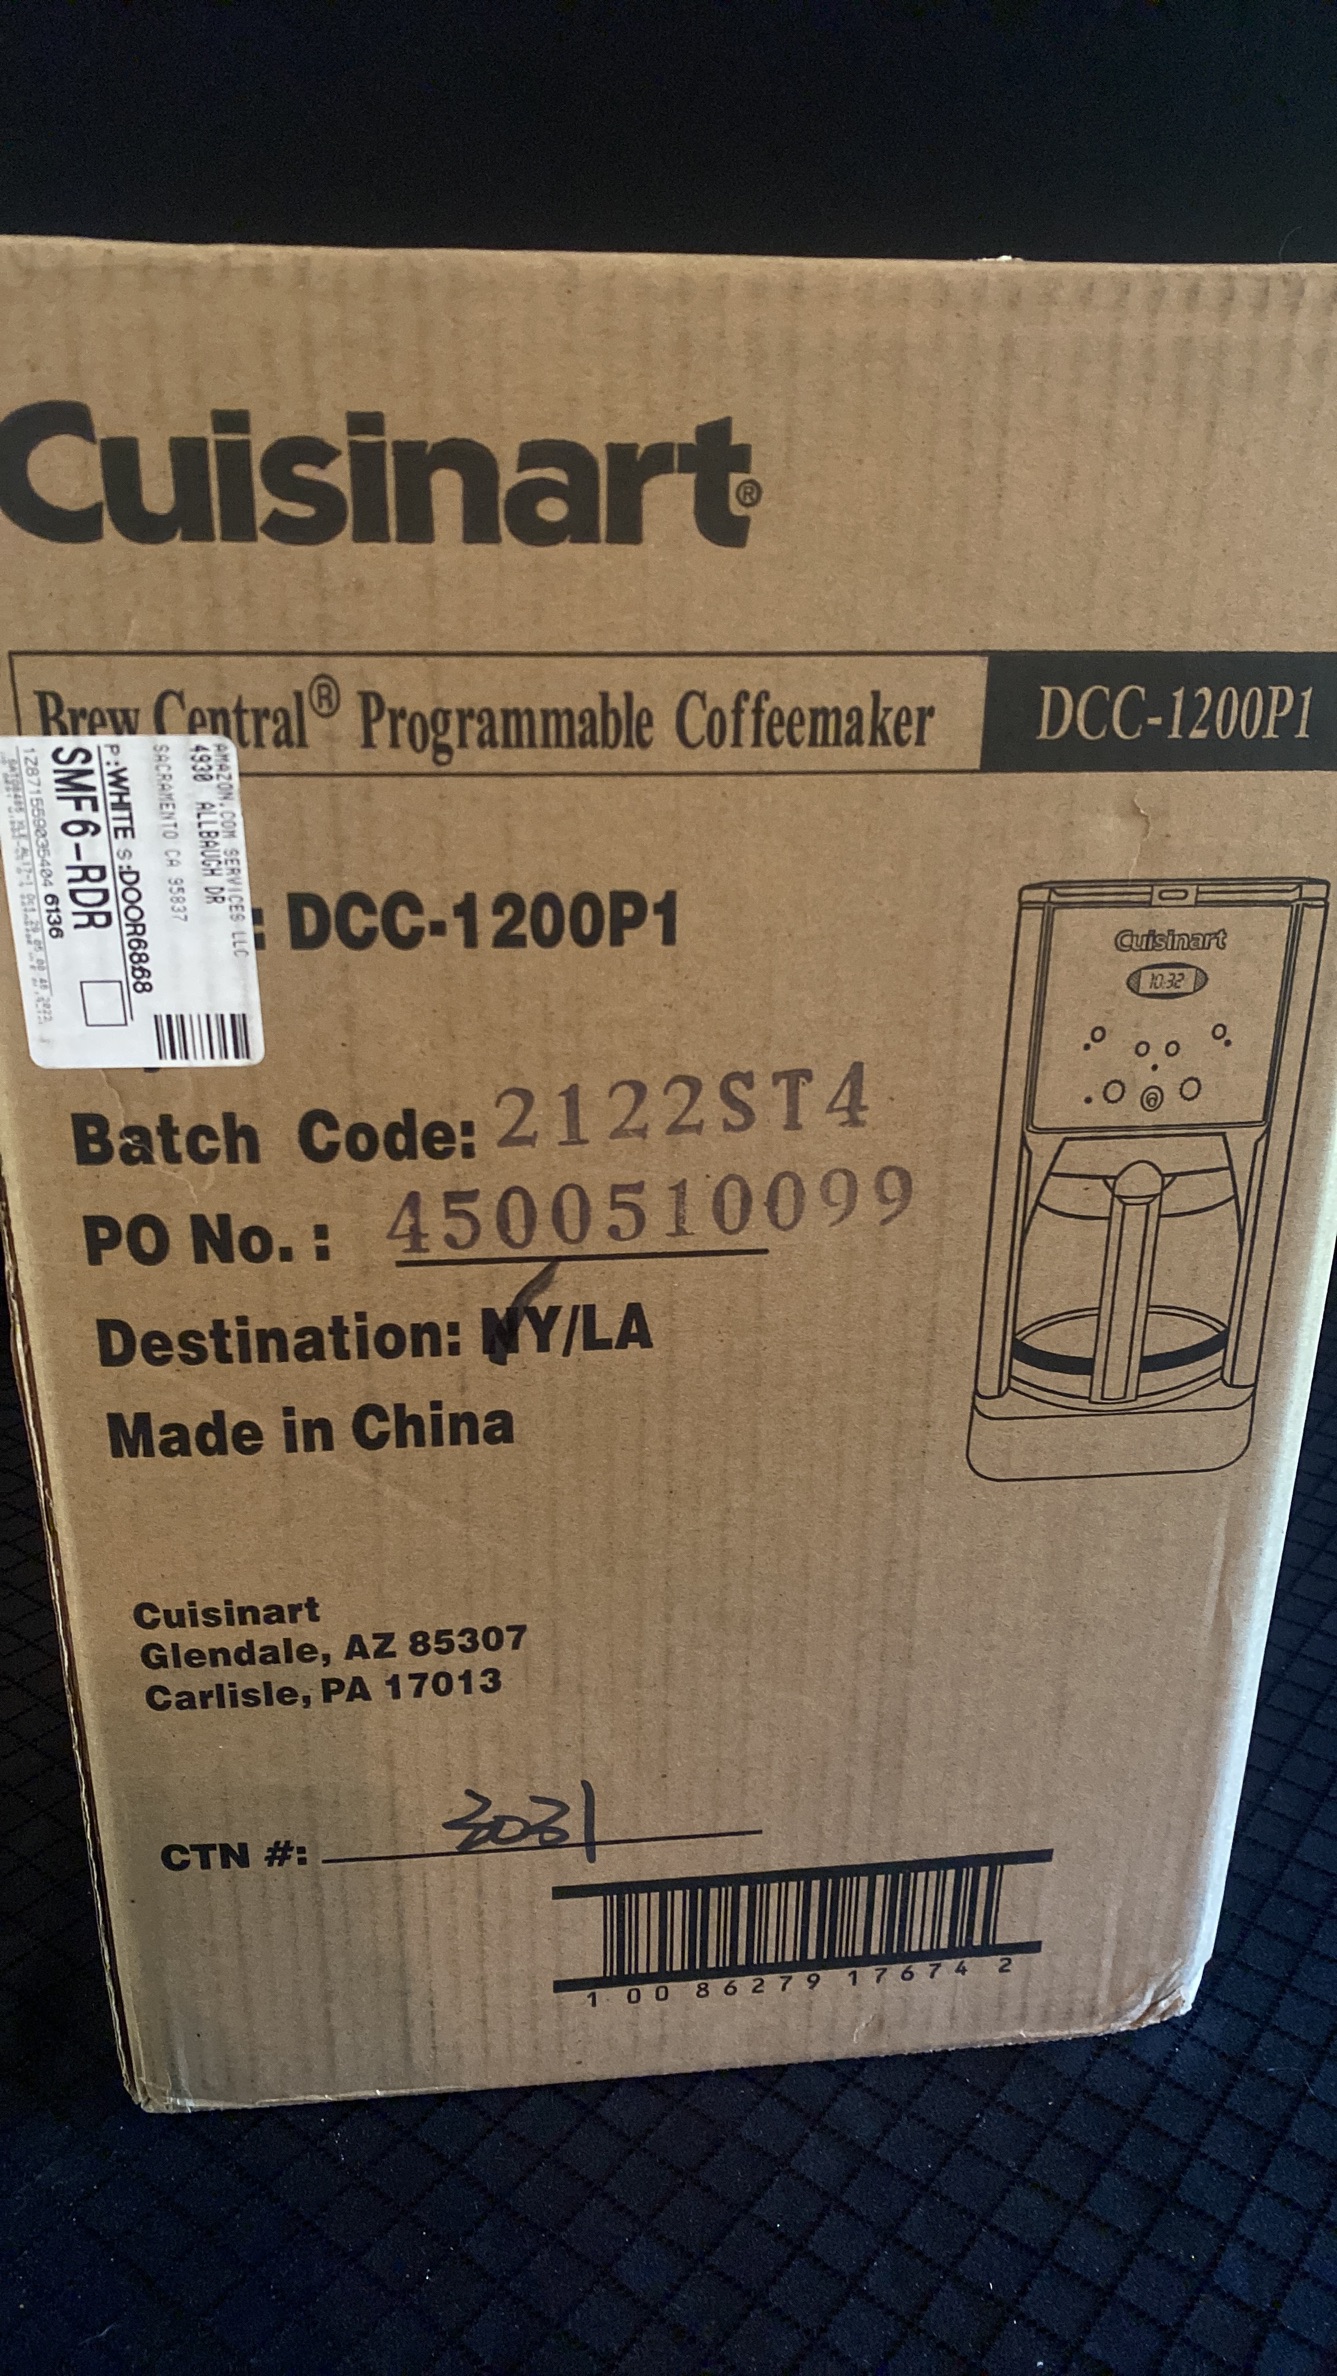 Cuisinart®
Brew Central® Programmable Coffeemaker DCC-1200P1
AMAZON.COM SERVICES LLC
4930 ALLBAUGH DR
SACRAMENTO CA 95837
P:WHITE S:DOOR6868
SMF6-RDR
6136
: DCC-1200P1
Cuisinart
10:32
Batch Code: 2122ST4
PO No. : 4500510099
Destination: NY/LA
Made in China
Cuisinart
Glendale, AZ 85307
Carlisle, PA 17013
CTN #: 3031
1 00 86279 17674 2